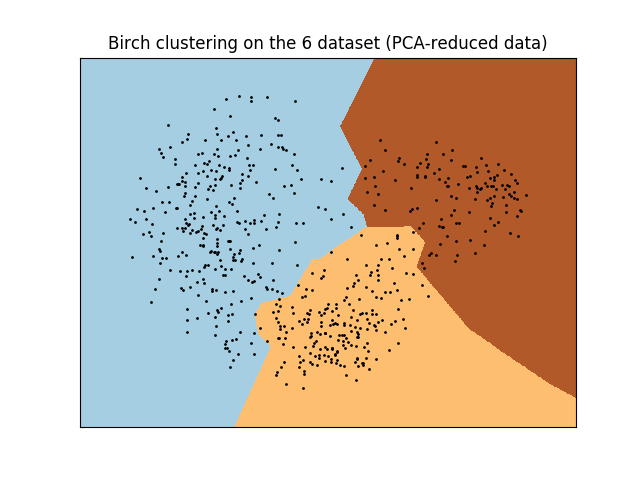 Birch clustering on the 6 dataset (PCA-reduced data)